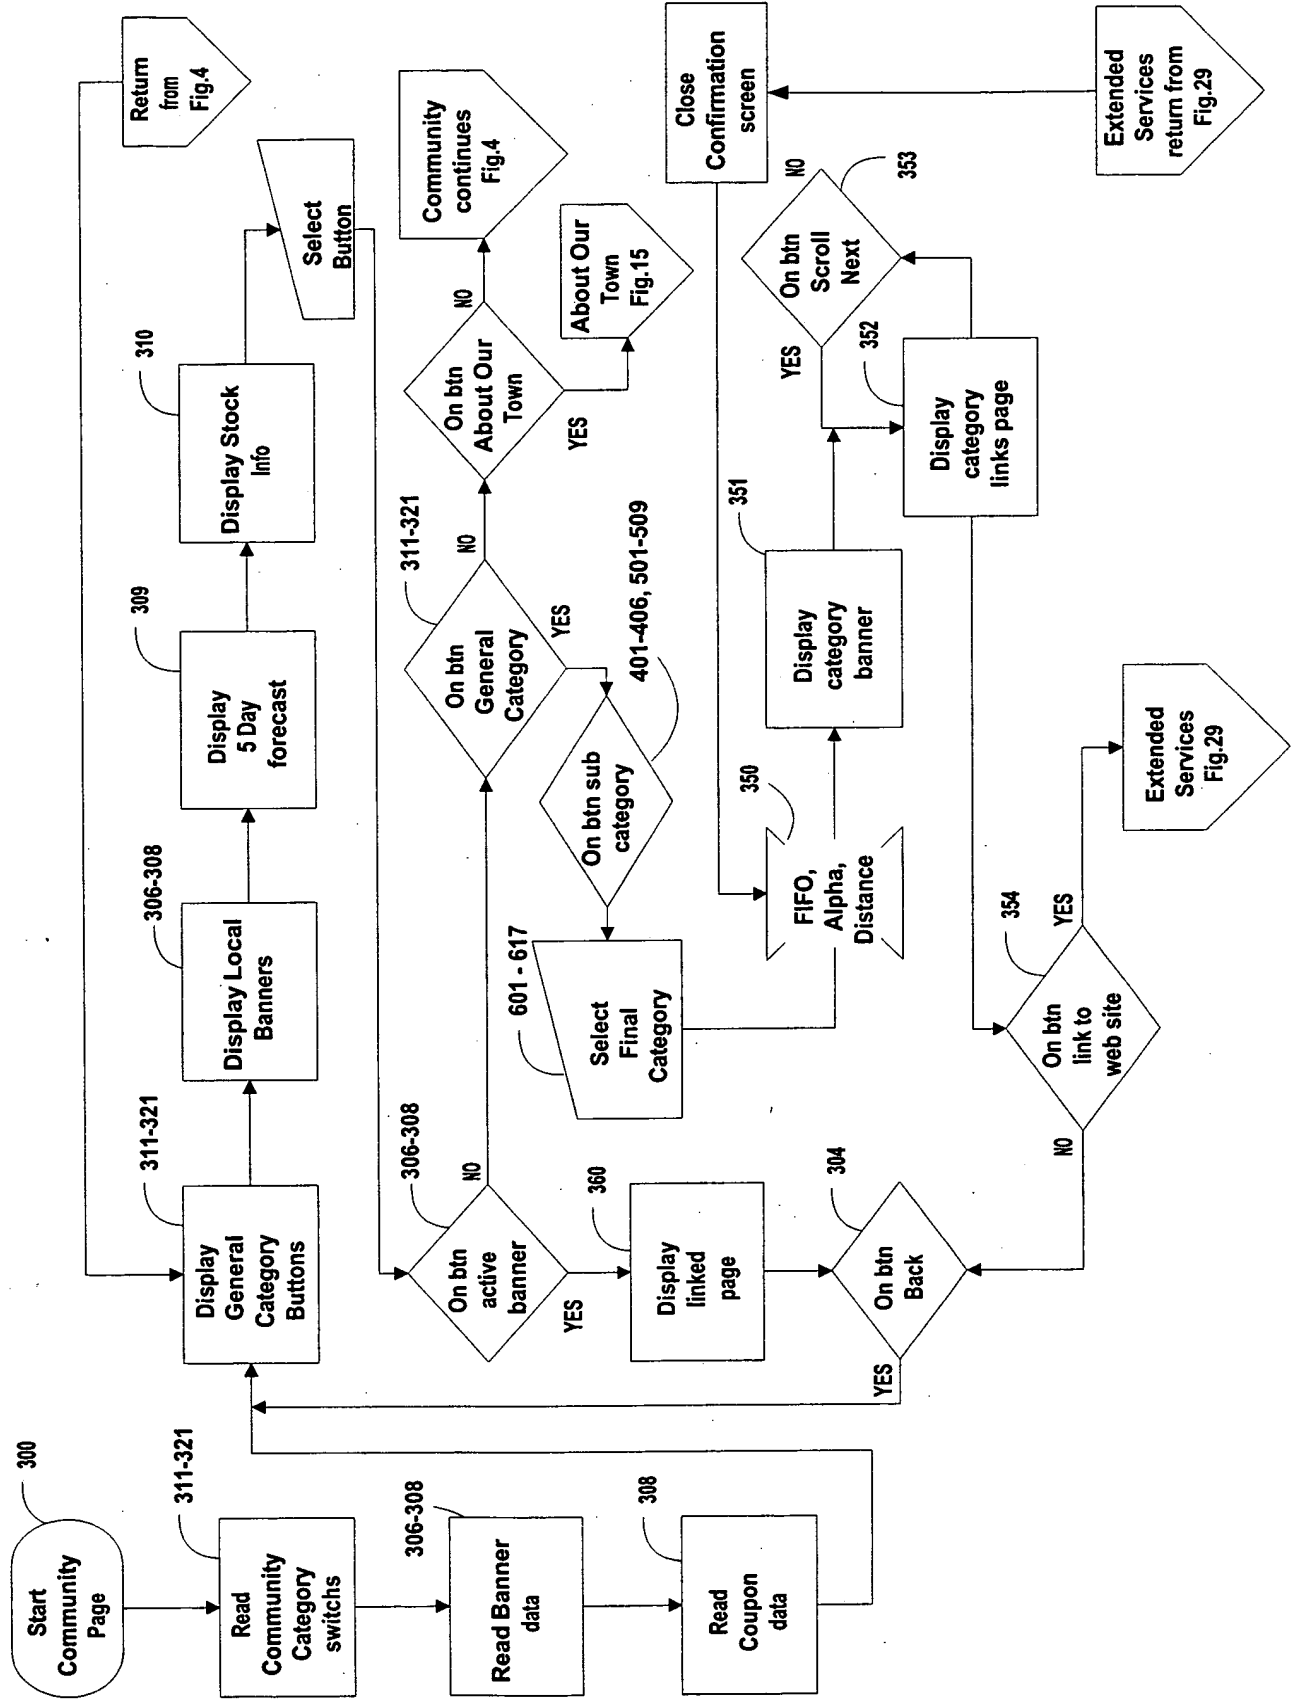 300
Start
Community
Page
311-321
Read
Community
Category
switchs
306-308
Read Banner
data
308
Read
Coupon
data
311-321
Display
General
Category
Buttons
306-308
Display Local
Banners
309
Display
5 Day
forecast
310
Display Stock
Info
Return
from
Fig.4
Select
Button
306-308
On btn
active
banner
NO
YES
311-321
On btn
General
Category
NO
YES
On btn
About Our
Town
NO
YES
Community
continues
Fig.4
About Our
Town
Fig.15
401-406, 501-509
On btn sub
category
601 - 617
Select
Final
Category
360
Display
linked
page
304
On btn
Back
YES
350
FIFO,
Alpha,
Distance
351
Display
category
banner
352
Display
category
links page
353
On btn
Scroll
Next
YES
NO
Close
Confirmation
screen
354
On btn
link to
web site
NO
YES
Extended
Services
Fig.29
Extended
Services
return from
Fig.29